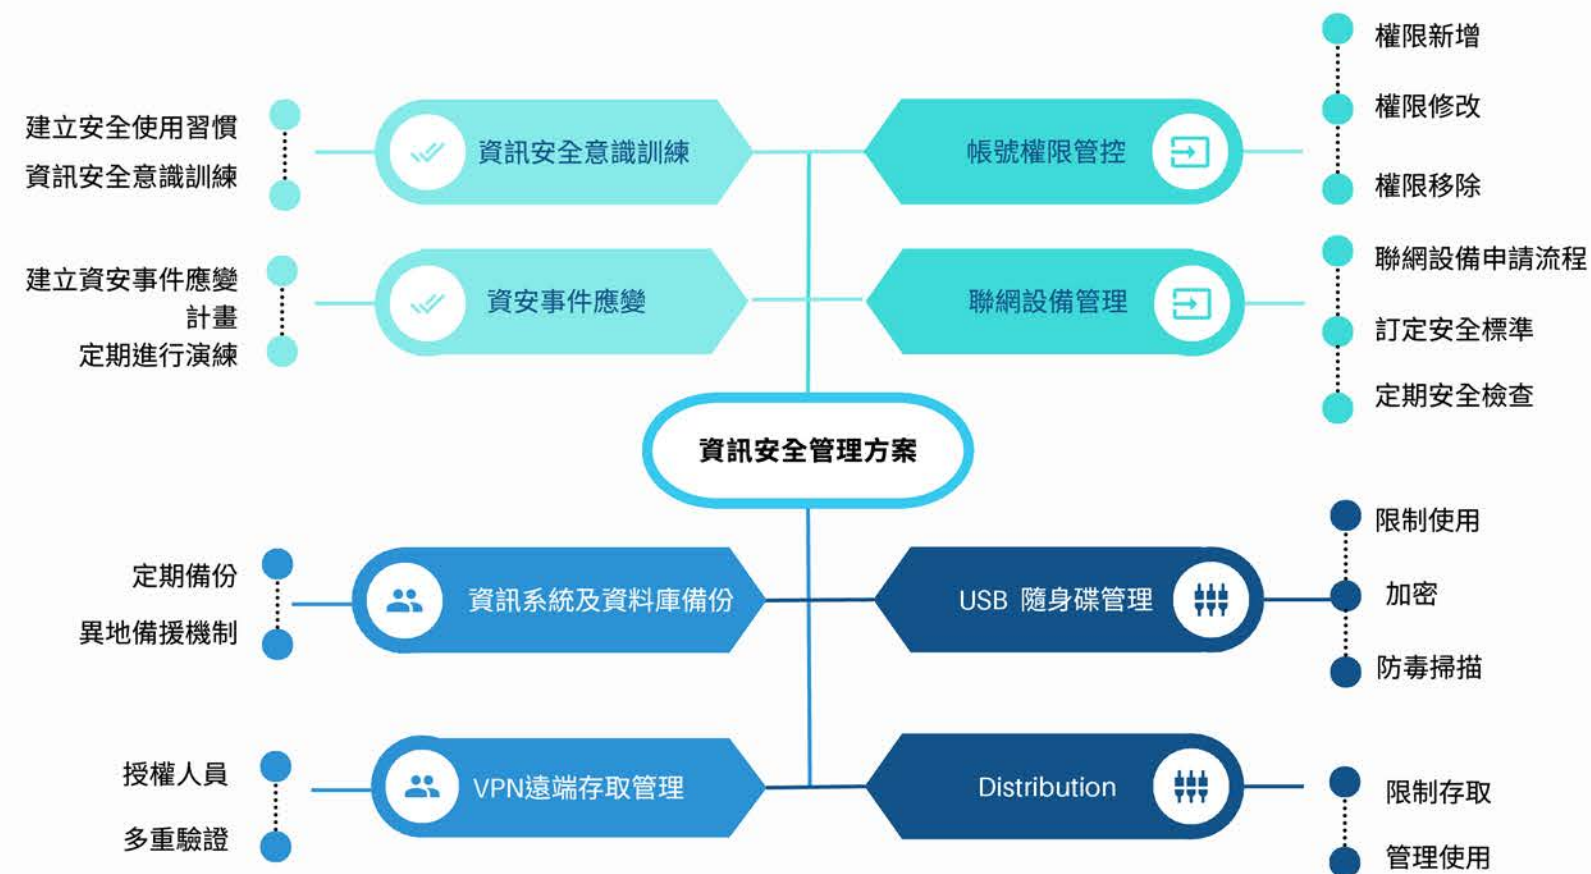 建立安全使用習慣
資訊安全意識訓練
資訊安全意識訓練
帳號權限管控
權限新增
權限修改
權限移除
建立資安事件應變
計畫
定期進行演練
資安事件應變
聯網設備管理
聯網設備申請流程
訂定安全標準
定期安全檢查
資訊安全管理方案
定期備份
異地備援機制
資訊系統及資料庫備份
USB 隨身碟管理
限制使用
加密
防毒掃描
授權人員
多重驗證
VPN遠端存取管理
Distribution
限制存取
管理使用